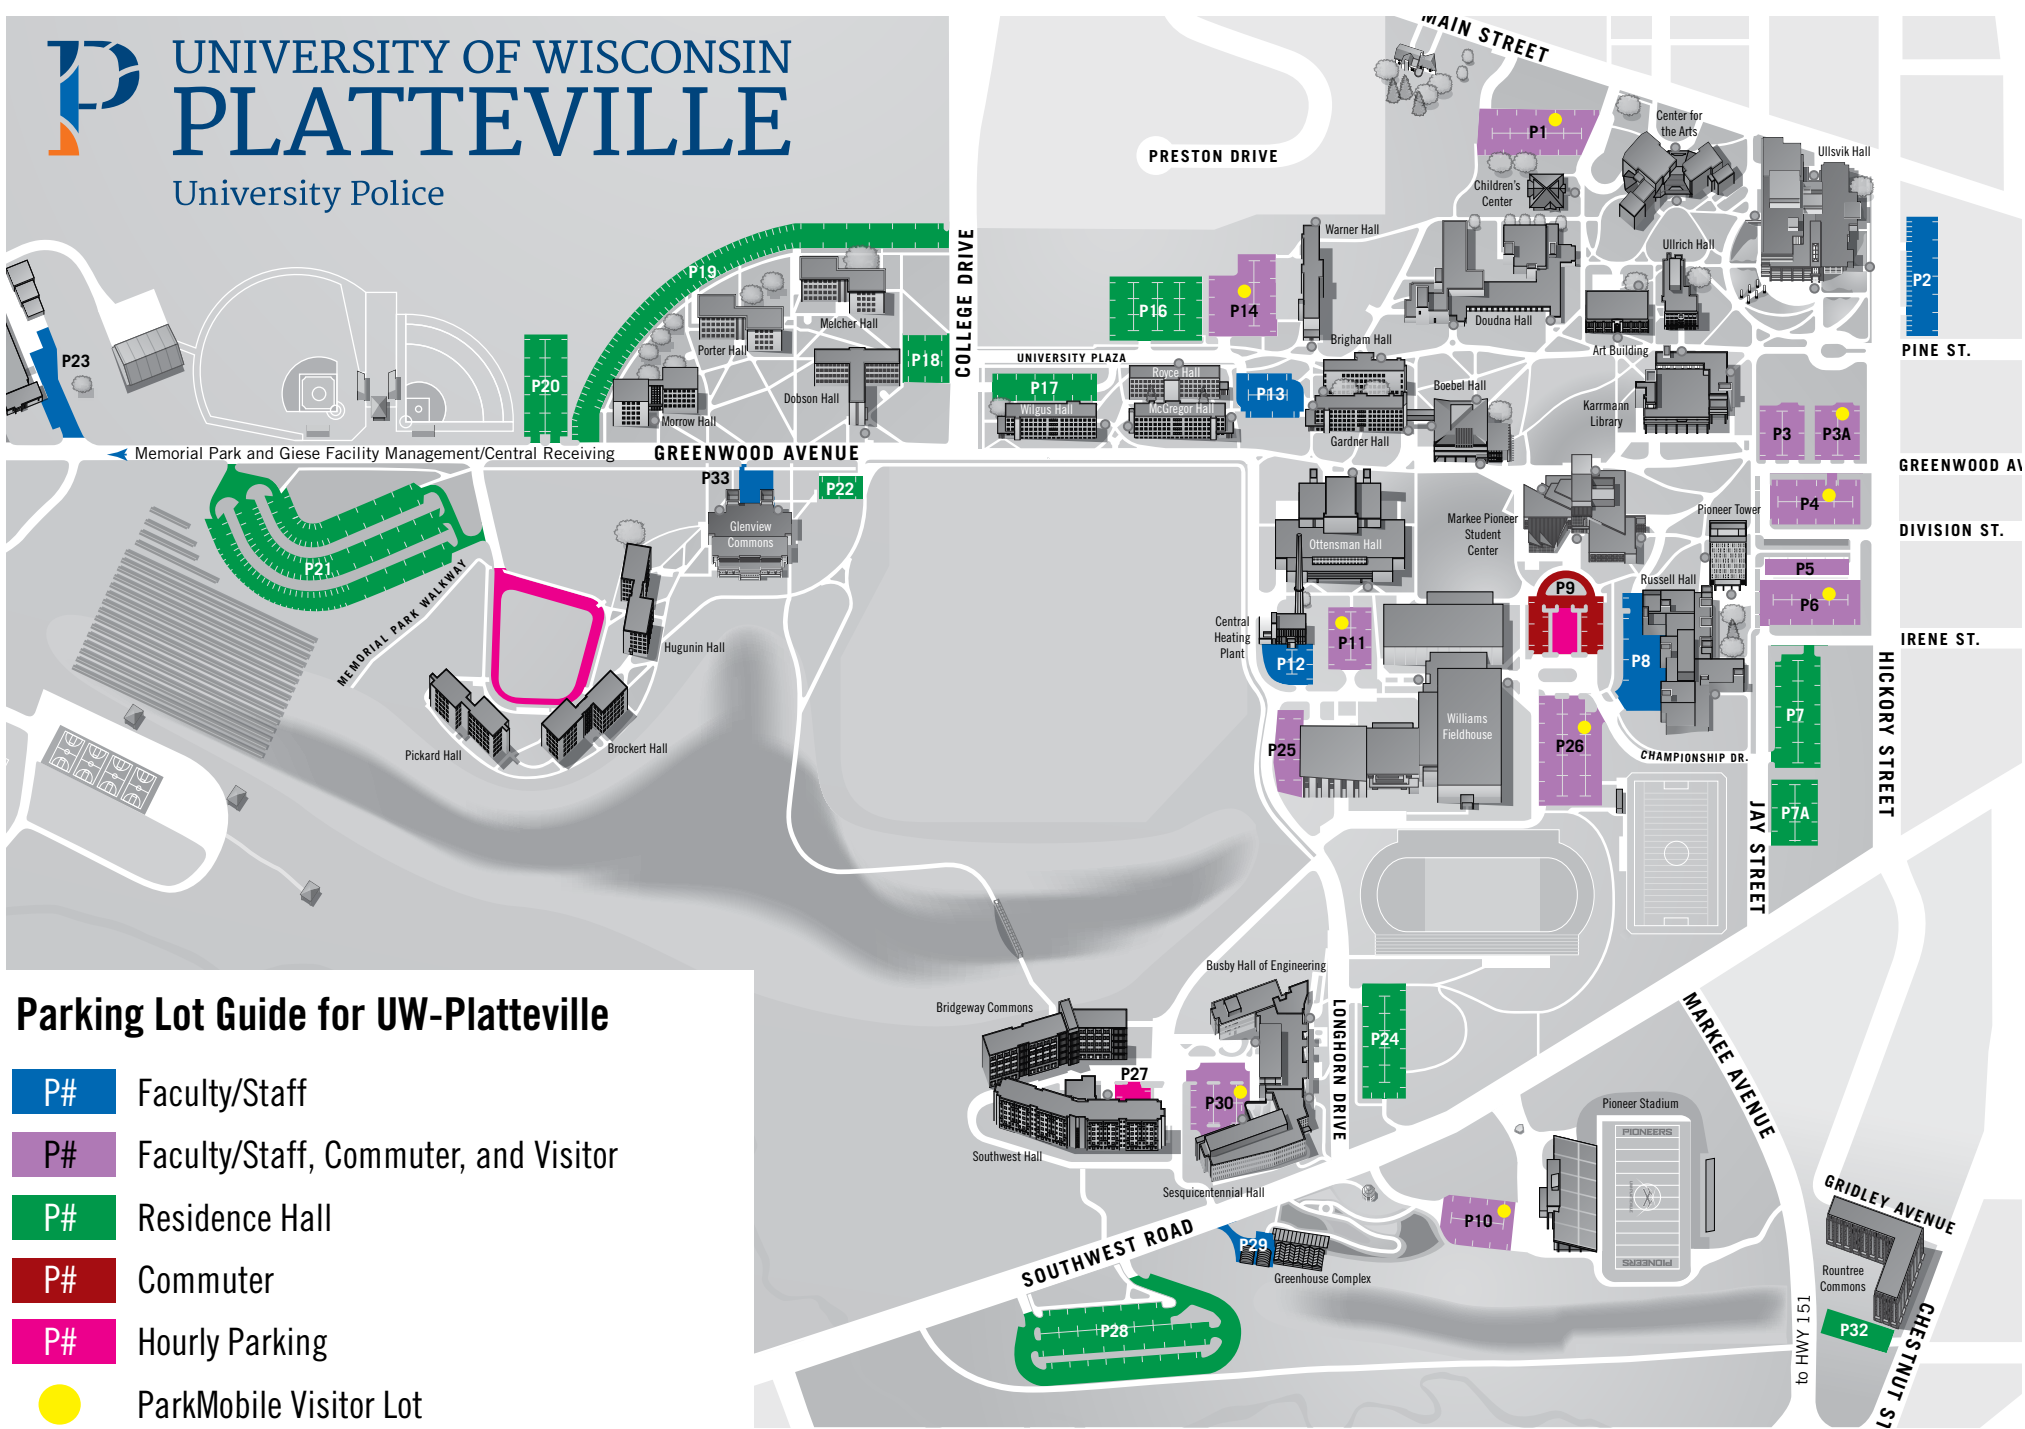 UNIVERSITY OF WISCONSIN
PLATTEVILLE
University Police
MAIN STREET
PRESTON DRIVE
P1
Center for
the Arts
Ullsvik Hall
Children's
Center
Warner Hall
Ullrich Hall
P2
COLLEGE DRIVE
P19
Melcher Hall
Porter Hall
P16
P14
Doudna Hall
Brigham Hall
Art Building
PINE ST.
P23
P20
P18
UNIVERSITY PLAZA
Royce Hall
P17
P13
Boebel Hall
Dobson Hall
Wilgus Hall
McGregor Hall
Karrmann
Library
Morrow Hall
Gardner Hall
P3
P3A
Memorial Park and Giese Facility Management/Central Receiving
GREENWOOD AVENUE
GREENWOOD AV
P33
P22
P4
Glenview
Commons
Markee Pioneer
Student
Center
Pioneer Tower
DIVISION ST.
Ottensman Hall
P21
P5
MEMORIAL PARK WALKWAY
P9
Russell Hall
P6
Central
Heating
Plant
P11
IRENE ST.
Hugunin Hall
P12
P8
HICKORY STREET
P7
Williams
Fieldhouse
P25
P26
Pickard Hall
Brockert Hall
CHAMPIONSHIP DR.
P7A
JAY STREET
Busby Hall of Engineering
Bridgeway Commons
LONGHORN DRIVE
P24
MARKEE AVENUE
P27
P30
Pioneer Stadium
PIONEERS
Southwest Hall
Sesquicentennial Hall
GRIDLEY AVENUE
P10
SOUTHWEST ROAD
P29
Greenhouse Complex
PIONEERS
Rountree
Commons
P28
P32
to HWY 151
CHESTNUT ST
Parking Lot Guide for UW-Platteville
P# Faculty/Staff
P# Faculty/Staff, Commuter, and Visitor
P# Residence Hall
P# Commuter
P# Hourly Parking
ParkMobile Visitor Lot